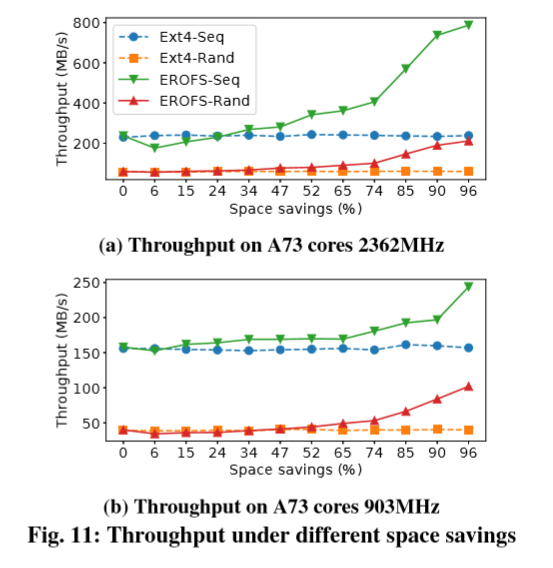 800
600
400
200
Throughput (MB/s)
Ext4-Seq
Ext4-Rand
EROFS-Seq
EROFS-Rand
0 6 15 24 34 47 52 65 74 85 90 96
Space savings (%)
(a) Throughput on A73 cores 2362MHz
250
200
150
100
50
Throughput (MB/s)
0 6 15 24 34 47 52 65 74 85 90 96
Space savings (%)
(b) Throughput on A73 cores 903MHz
Fig. 11: Throughput under different space savings